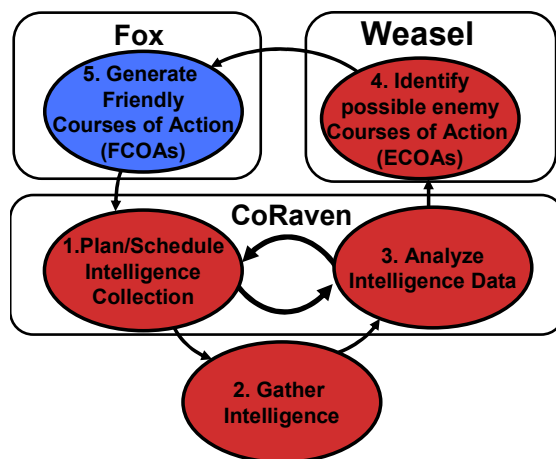 Fox
Weasel
5. Generate
Friendly
Courses of Action
(FCOAs)
4. Identify
possible enemy
Courses of Action
(ECOAs)
CoRaven
1.Plan/Schedule
Intelligence
Collection
3. Analyze
Intelligence Data
2. Gather
Intelligence